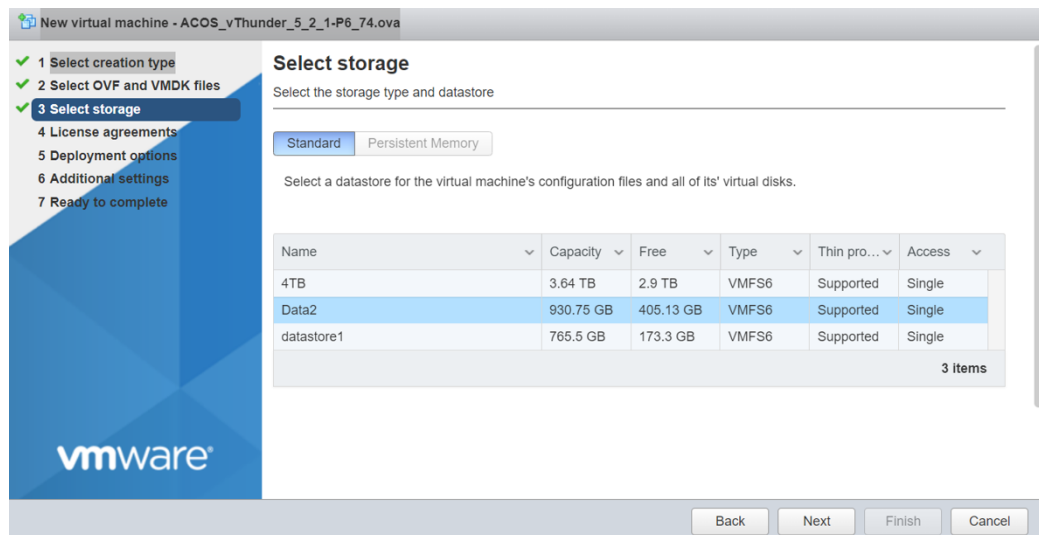 New virtual machine - ACOS_vThunder_5_2_1-P6_74.ova
1 Select creation type
2 Select OVF and VMDK files
3 Select storage
4 License agreements
5 Deployment options
6 Additional settings
7 Ready to complete
vmware®
Select storage
Select the storage type and datastore
Standard Persistent Memory
Select a datastore for the virtual machine's configuration files and all of its' virtual disks.
Name Capacity Free Type Thin pro... Access
4TB 3.64 TB 2.9 TB VMFS6 Supported Single
Data2 930.75 GB 405.13 GB VMFS6 Supported Single
datastore1 765.5 GB 173.3 GB VMFS6 Supported Single
3 items
Back Next Finish Cancel